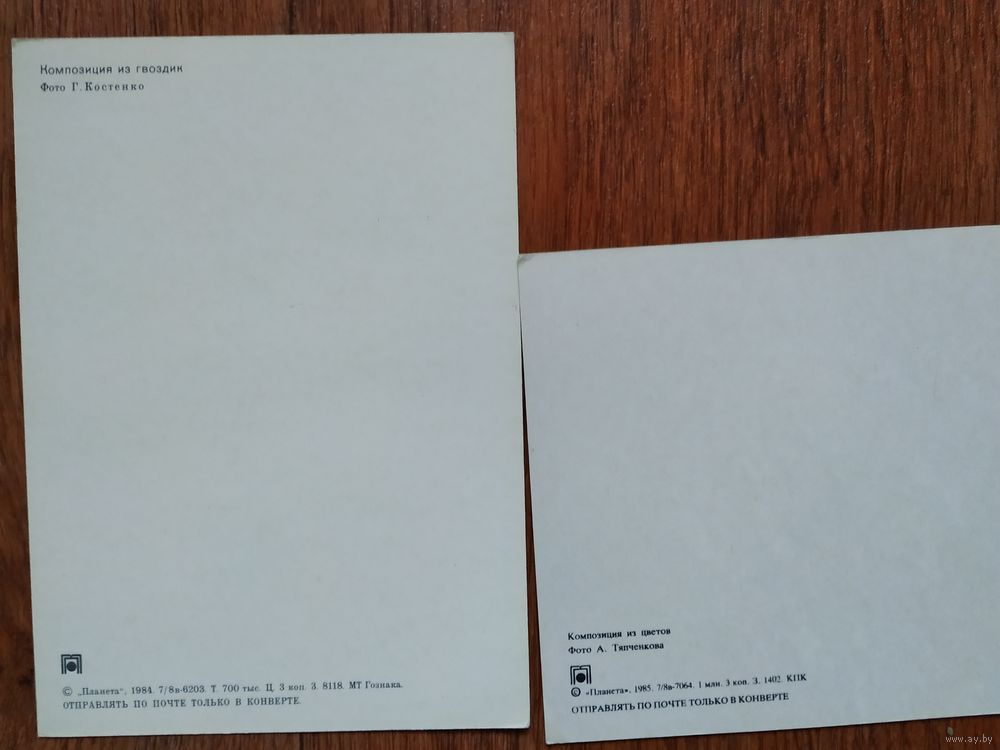 Композиция из гвоздик
Фото Г. Костенко
© „Планета“, 1984. 7/8в-6203. Т. 700 тыс. Ц. 3 коп. З. 8118. МТ Гознака.
ОТПРАВЛЯТЬ ПО ПОЧТЕ ТОЛЬКО В КОНВЕРТЕ.
Композиция из цветов
Фото А. Тяпченкова
© «Планета», 1985. 7/8в-7064. 1 млн. 3 коп. З. 1402. КПК
ОТПРАВЛЯТЬ ПО ПОЧТЕ ТОЛЬКО В КОНВЕРТЕ
www.ay.by